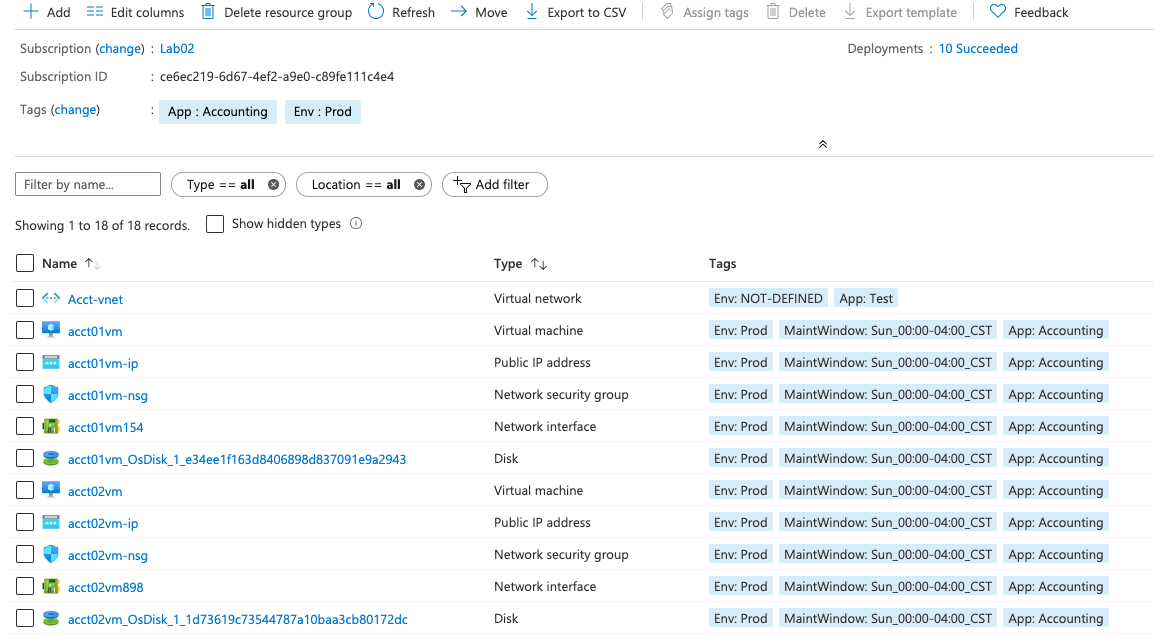 Add Edit columns Delete resource group Refresh Move Export to CSV Assign tags Delete Export template Feedback
Subscription (change) : Lab02 Deployments : 10 Succeeded
Subscription ID : ce6ec219-6d67-4ef2-a9e0-c89fe111c4e4
Tags (change) : App : Accounting Env : Prod
Filter by name... Type == all Location == all Add filter
Showing 1 to 18 of 18 records. Show hidden types
Name Type Tags
Acct-vnet Virtual network Env: NOT-DEFINED App: Test
acct01vm Virtual machine Env: Prod MaintWindow: Sun_00:00-04:00_CST App: Accounting
acct01vm-ip Public IP address Env: Prod MaintWindow: Sun_00:00-04:00_CST App: Accounting
acct01vm-nsg Network security group Env: Prod MaintWindow: Sun_00:00-04:00_CST App: Accounting
acct01vm154 Network interface Env: Prod MaintWindow: Sun_00:00-04:00_CST App: Accounting
acct01vm_OsDisk_1_e34ee1f163d8406898d837091e9a2943 Disk Env: Prod MaintWindow: Sun_00:00-04:00_CST App: Accounting
acct02vm Virtual machine Env: Prod MaintWindow: Sun_00:00-04:00_CST App: Accounting
acct02vm-ip Public IP address Env: Prod MaintWindow: Sun_00:00-04:00_CST App: Accounting
acct02vm-nsg Network security group Env: Prod MaintWindow: Sun_00:00-04:00_CST App: Accounting
acct02vm898 Network interface Env: Prod MaintWindow: Sun_00:00-04:00_CST App: Accounting
acct02vm_OsDisk_1_1d73619c73544787a10baa3cb80172dc Disk Env: Prod MaintWindow: Sun_00:00-04:00_CST App: Accounting